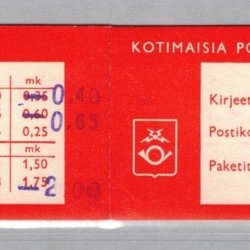 mk
0,35 0.40
0,60 0.65
0,25
mk
1,50
1,75 2 00
KOTIMAISIA PO
Kirjeet
Postiko
Paketit